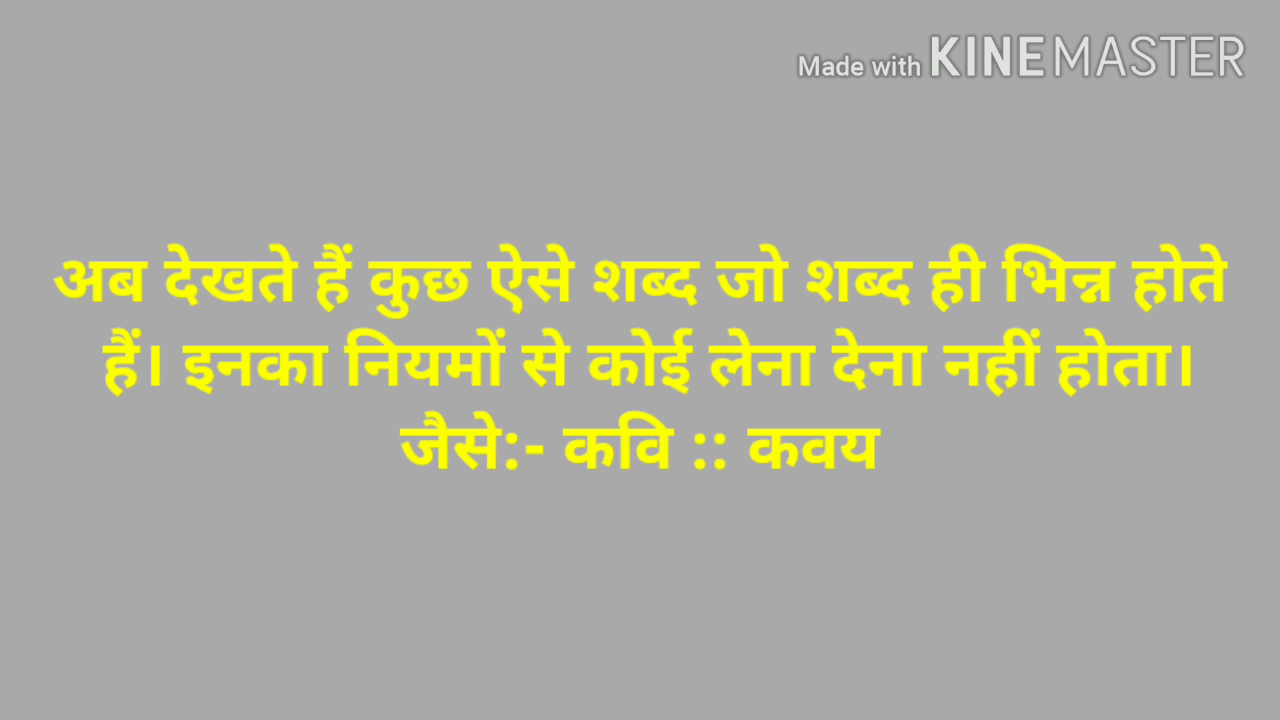 Made with KINEMASTER
अब देखते हैं कुछ ऐसे शब्द जो शब्द ही भिन्न होते
हैं। इनका नियमों से कोई लेना देना नहीं होता।
जैसे:- कवि :: कवय